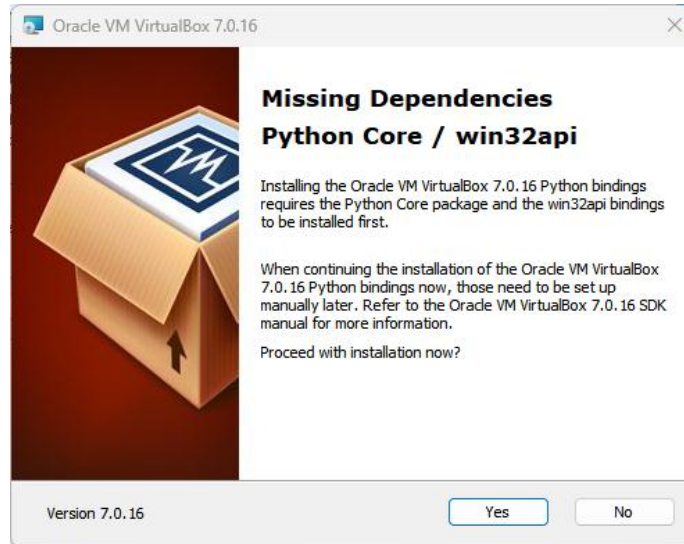 Oracle VM VirtualBox 7.0.16
Missing Dependencies
Python Core / win32api
Installing the Oracle VM VirtualBox 7.0.16 Python bindings
requires the Python Core package and the win32api bindings
to be installed first.
When continuing the installation of the Oracle VM VirtualBox
7.0.16 Python bindings now, those need to be set up
manually later. Refer to the Oracle VM VirtualBox 7.0.16 SDK
manual for more information.
Proceed with installation now?
VM
Version 7.0.16
Yes
No